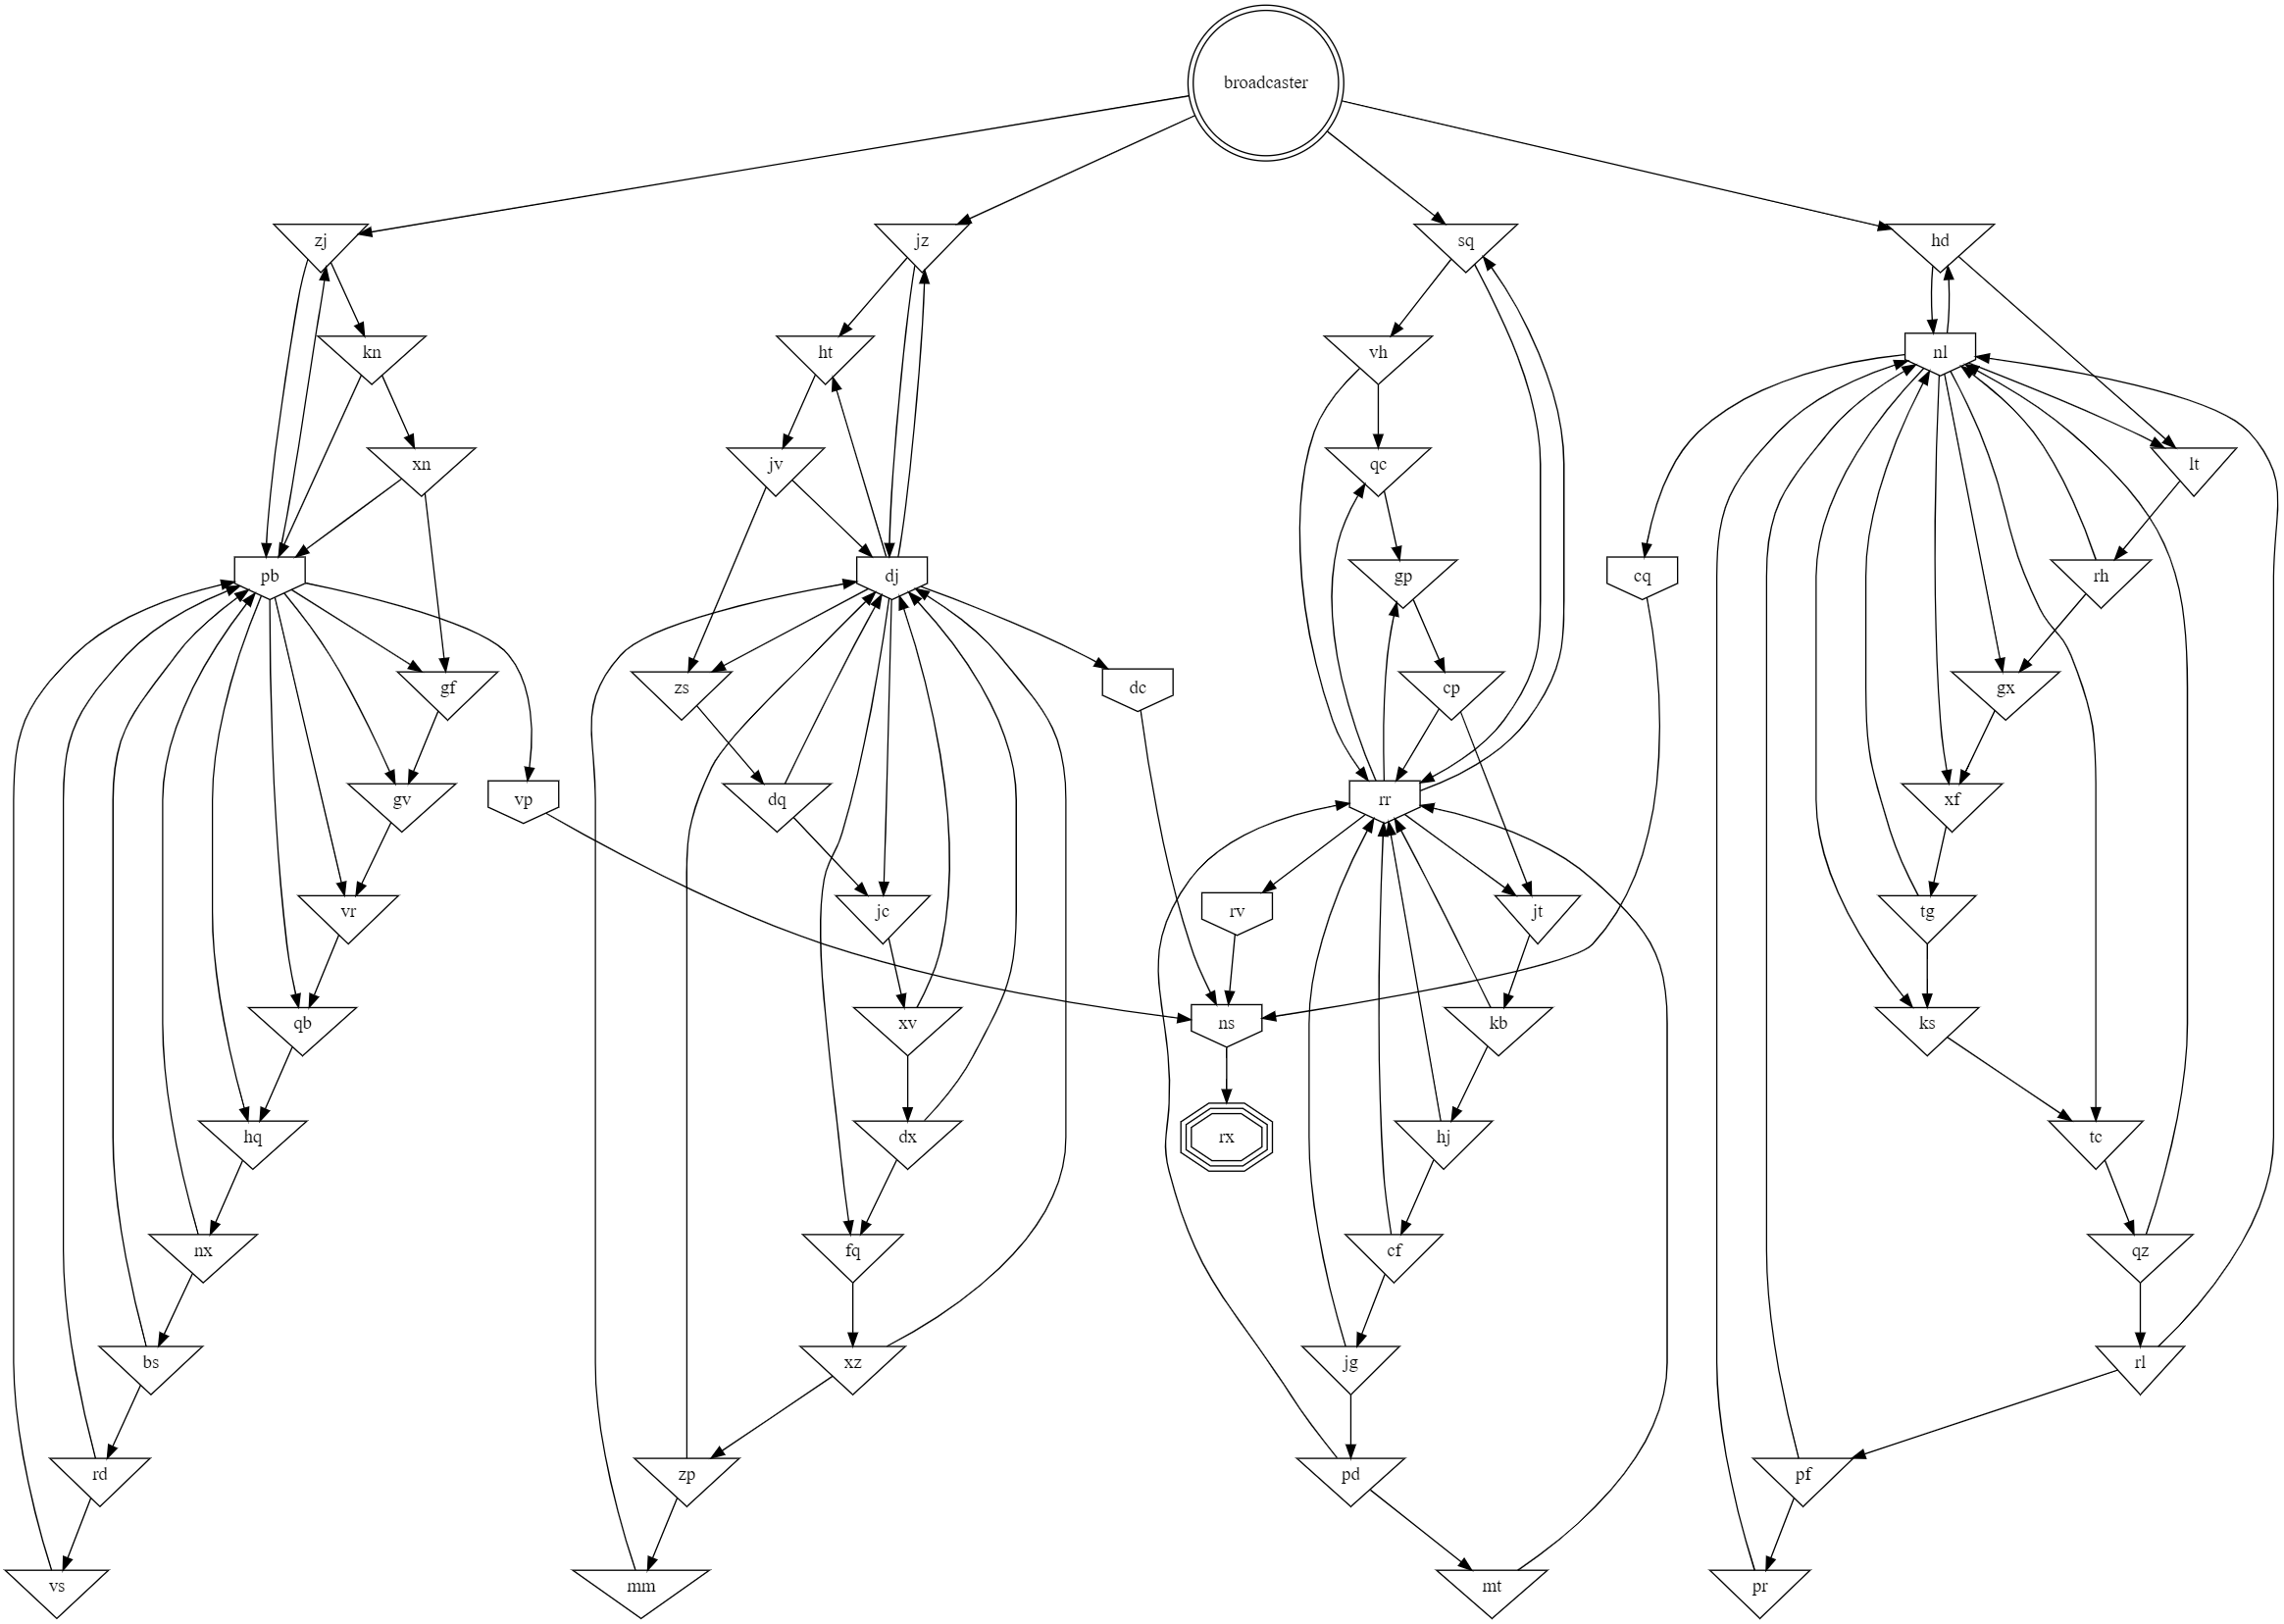 broadcaster
zj
jz
sq
hd
kn
ht
vh
nl
xn
jv
qc
lt
pb
dj
gp
cq
rh
gf
zs
dc
cp
gx
gv
vp
dq
rr
xf
vr
jc
rv
jt
tg
qb
xv
ns
kb
ks
hq
dx
rx
hj
tc
nx
fq
cf
qz
bs
xz
jg
rl
rd
zp
pd
pf
vs
mm
mt
pr